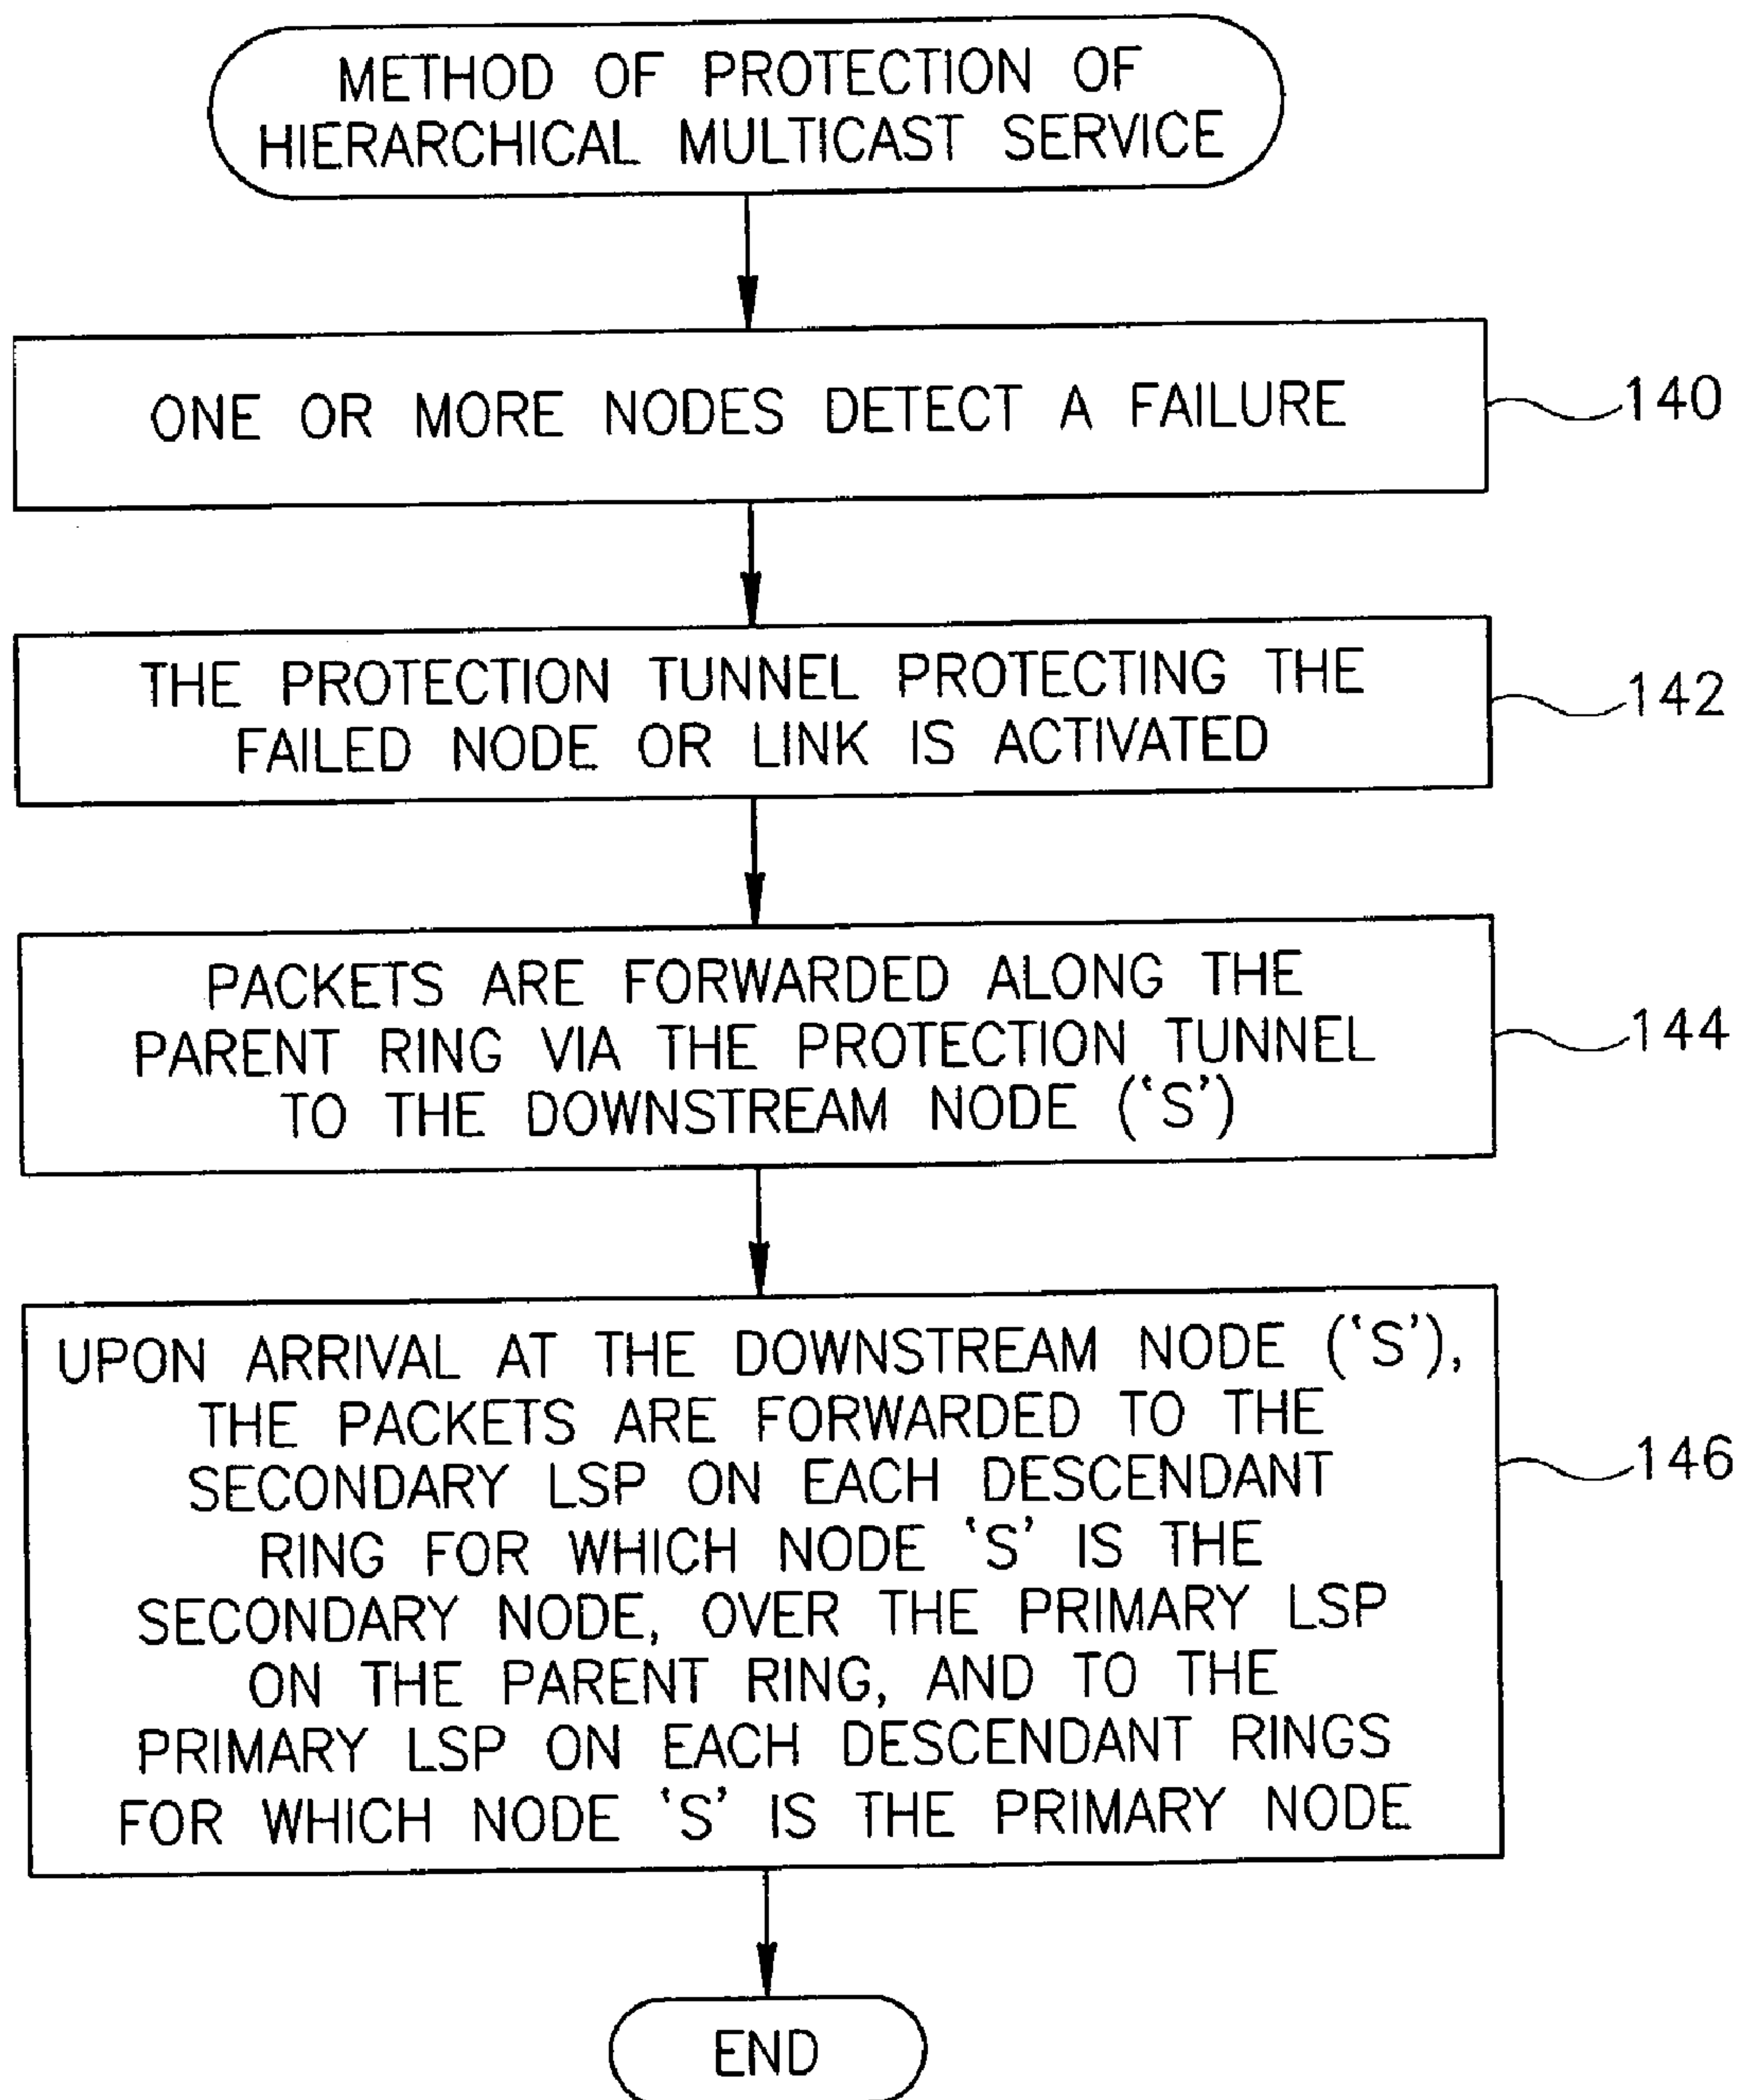 METHOD OF PROTECTION OF
HIERARCHICAL MULTICAST SERVICE
ONE OR MORE NODES DETECT A FAILURE
140
THE PROTECTION TUNNEL PROTECTING THE
FAILED NODE OR LINK IS ACTIVATED
142
PACKETS ARE FORWARDED ALONG THE
PARENT RING VIA THE PROTECTION TUNNEL
TO THE DOWNSTREAM NODE (‘S’)
144
UPON ARRIVAL AT THE DOWNSTREAM NODE (‘S’),
THE PACKETS ARE FORWARDED TO THE
SECONDARY LSP ON EACH DESCENDANT
RING FOR WHICH NODE ‘S’ IS THE
SECONDARY NODE, OVER THE PRIMARY LSP
ON THE PARENT RING, AND TO THE
PRIMARY LSP ON EACH DESCENDANT RINGS
FOR WHICH NODE ‘S’ IS THE PRIMARY NODE
146
END